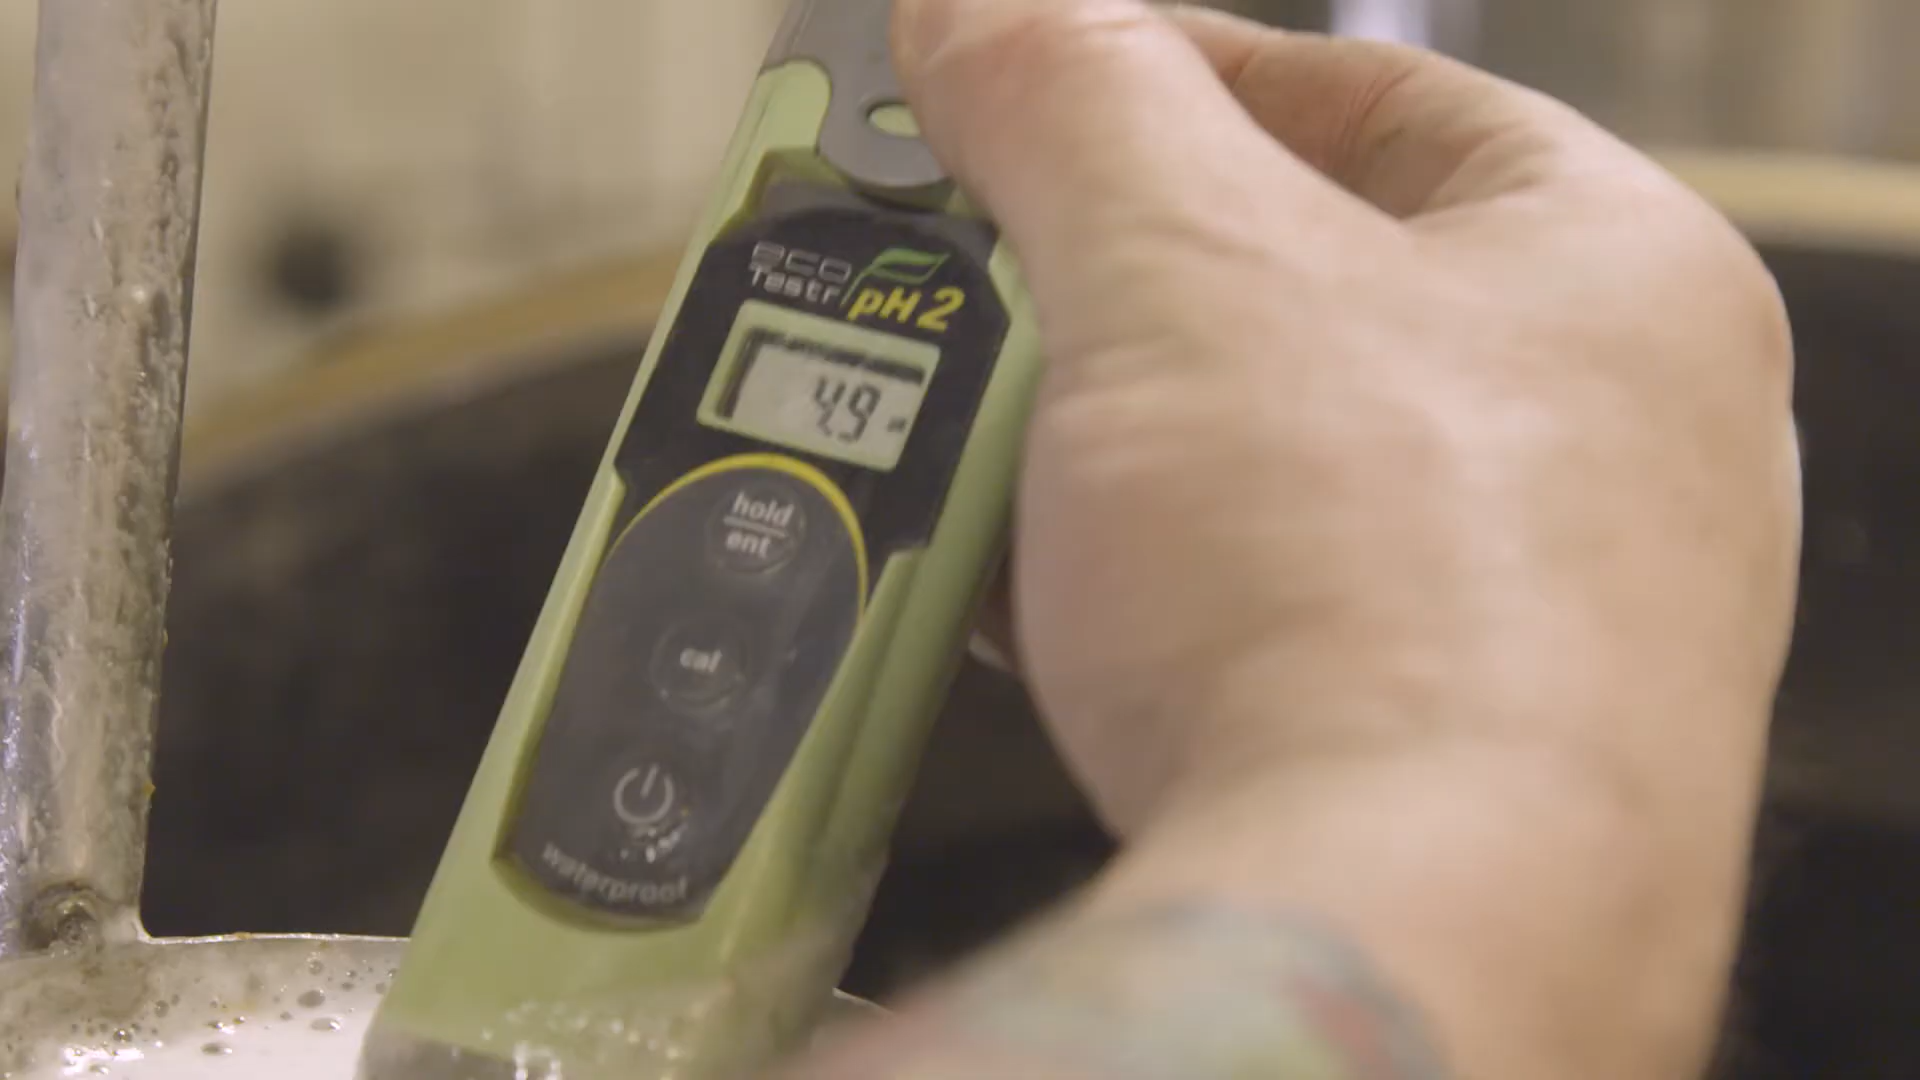 eco
Testr
pH 2
4.9
hold
ent
cal
waterproof